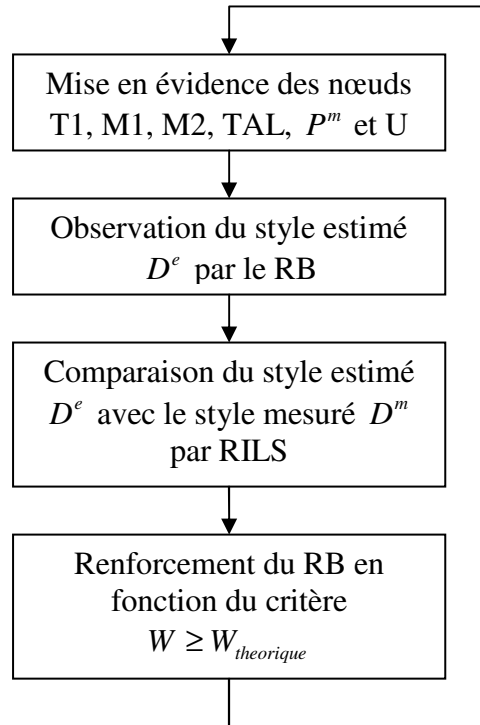 Mise en évidence des nœuds
T1, M1, M2, TAL, P^m et U
Observation du style estimé
D^e par le RB
Comparaison du style estimé
D^e avec le style mesuré D^m
par RILS
Renforcement du RB en
fonction du critère
W ≥ W_theorique